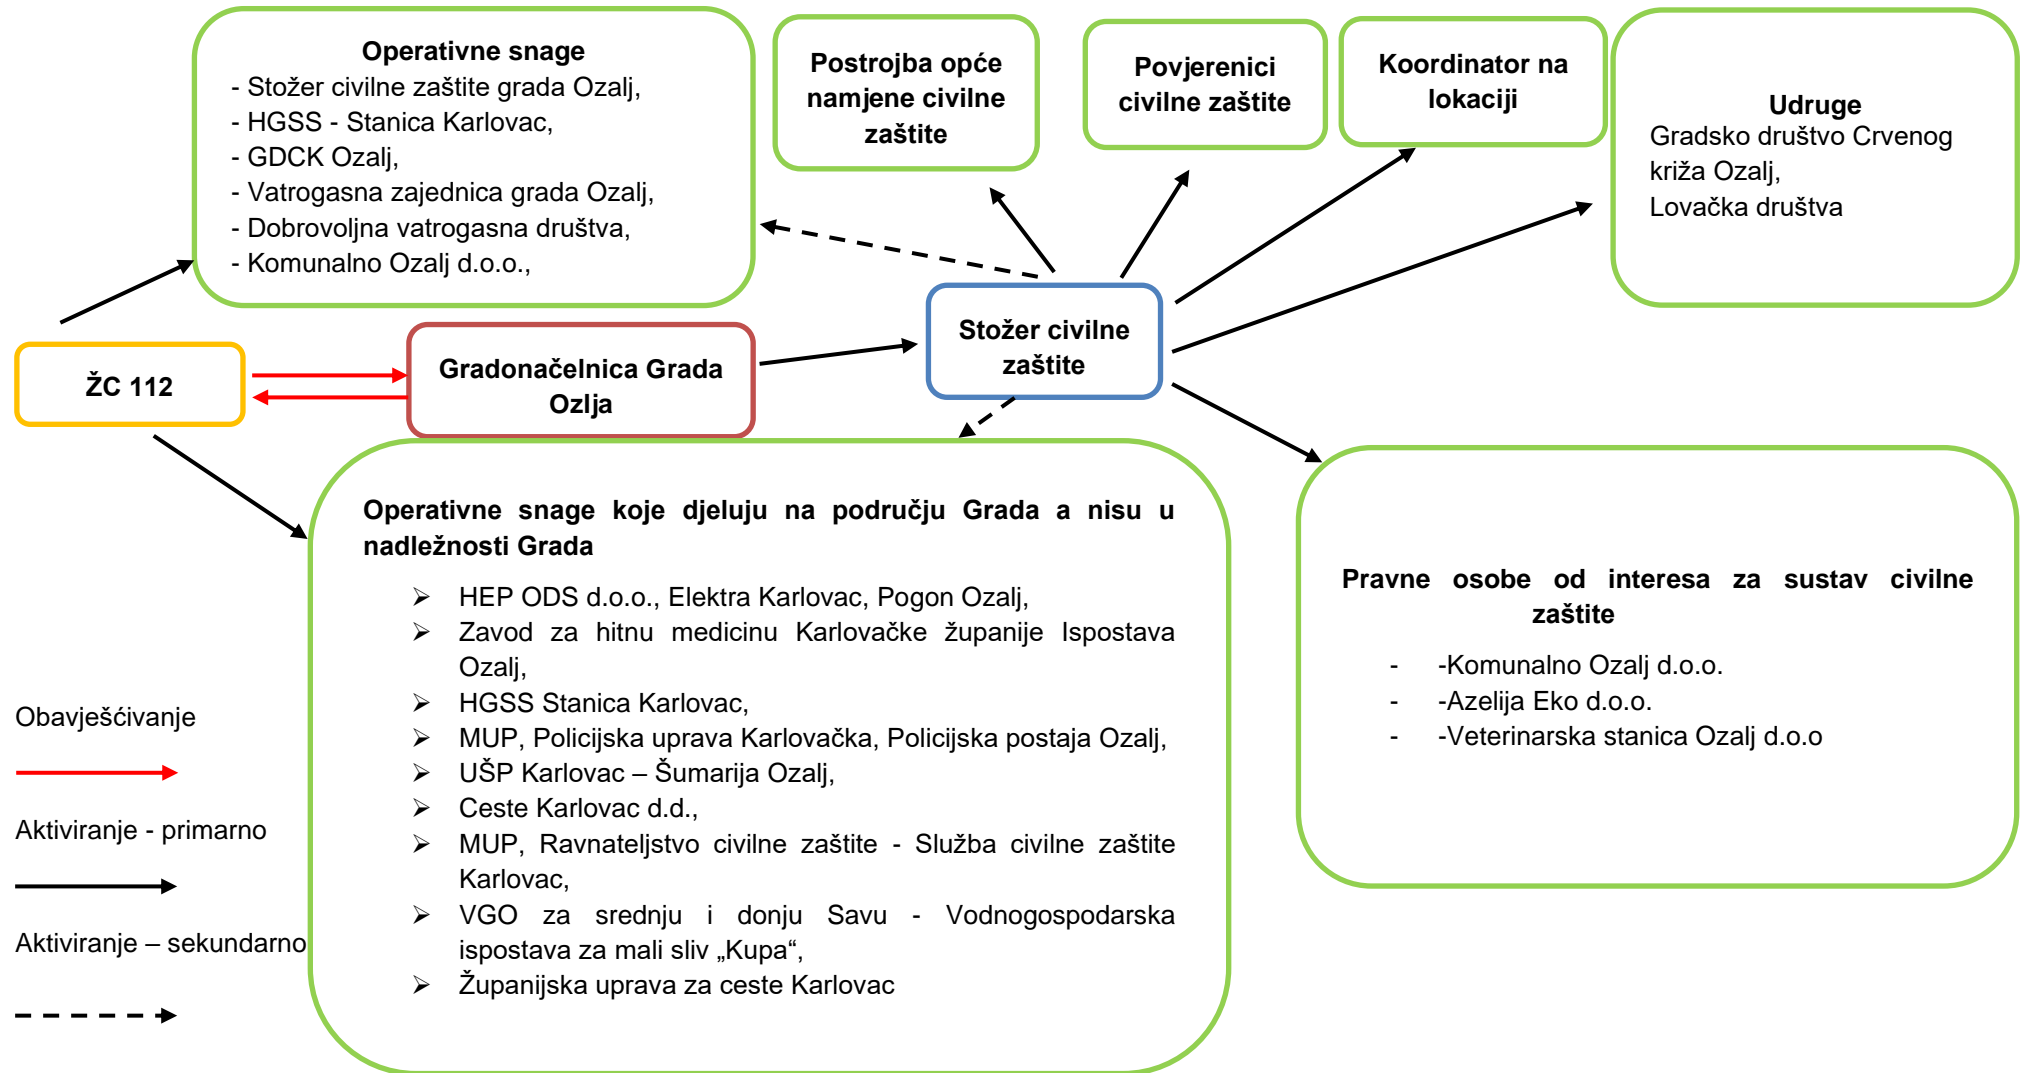 Operativne snage
- Stožer civilne zaštite grada Ozalj,
- HGSS - Stanica Karlovac,
- GDCK Ozalj,
- Vatrogasna zajednica grada Ozalj,
- Dobrovoljna vatrogasna društva,
- Komunalno Ozalj d.o.o.,
Postrojba opće
namjene civilne
zaštite
Povjerenici
civilne zaštite
Koordinator na
lokaciji
Udruge
Gradsko društvo Crvenog
križa Ozalj,
Lovačka društva
ŽC 112
Gradonačelnica Grada
Ozlja
Stožer civilne
zaštite
Operativne snage koje djeluju na području Grada a nisu u
nadležnosti Grada
➢ HEP ODS d.o.o., Elektra Karlovac, Pogon Ozalj,
➢ Zavod za hitnu medicinu Karlovačke županije Ispostava
Ozalj,
➢ HGSS Stanica Karlovac,
➢ MUP, Policijska uprava Karlovačka, Policijska postaja Ozalj,
➢ UŠP Karlovac – Šumarija Ozalj,
➢ Ceste Karlovac d.d.,
➢ MUP, Ravnateljstvo civilne zaštite - Služba civilne zaštite
Karlovac,
➢ VGO za srednju i donju Savu - Vodnogospodarska
ispostava za mali sliv „Kupa“,
➢ Županijska uprava za ceste Karlovac
Pravne osobe od interesa za sustav civilne
zaštite
- -Komunalno Ozalj d.o.o.
- -Azelija Eko d.o.o.
- -Veterinarska stanica Ozalj d.o.o
Obavješćivanje
Aktiviranje - primarno
Aktiviranje – sekundarno